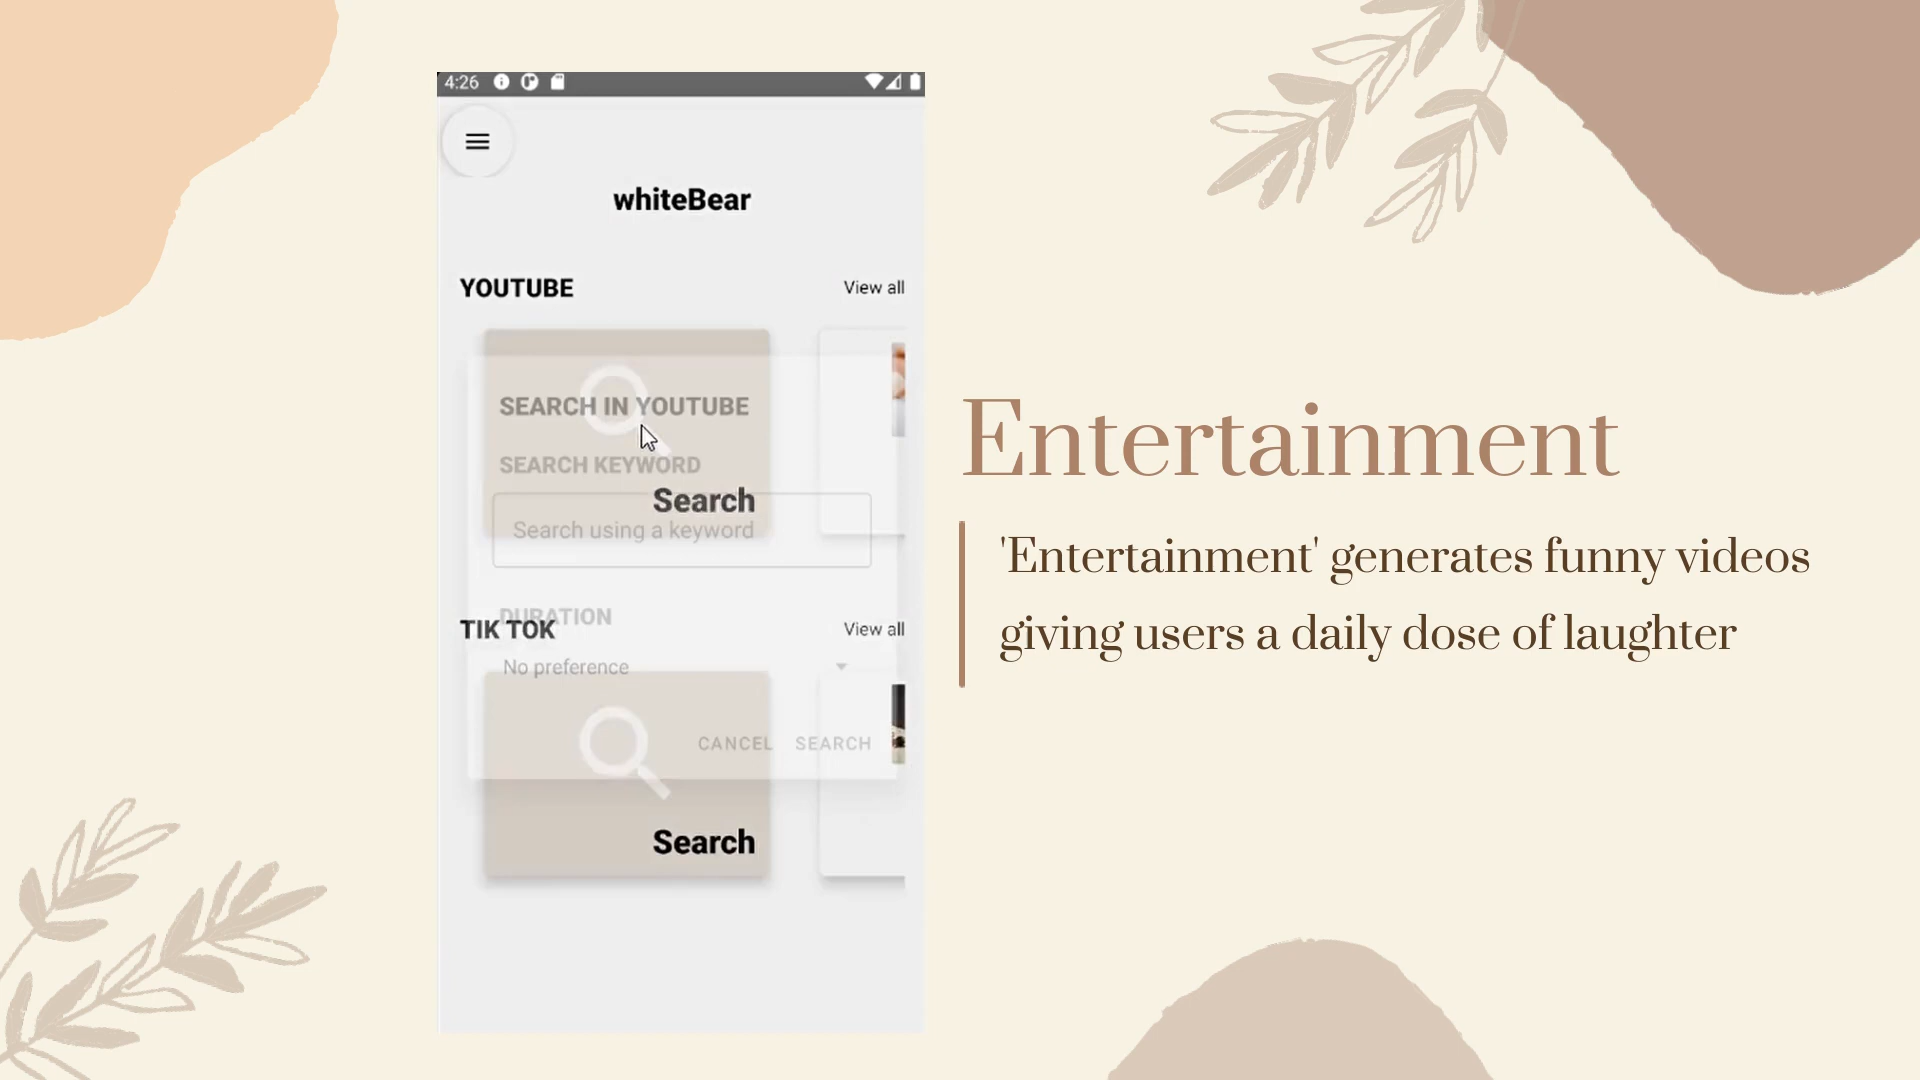 4:26
whiteBear
YOUTUBE
View all
SEARCH IN YOUTUBE
SEARCH KEYWORD
Search
Search using a keyword
DURATION
TIK TOK
View all
No preference
CANCEL SEARCH
Search
Entertainment
'Entertainment' generates funny videos
giving users a daily dose of laughter